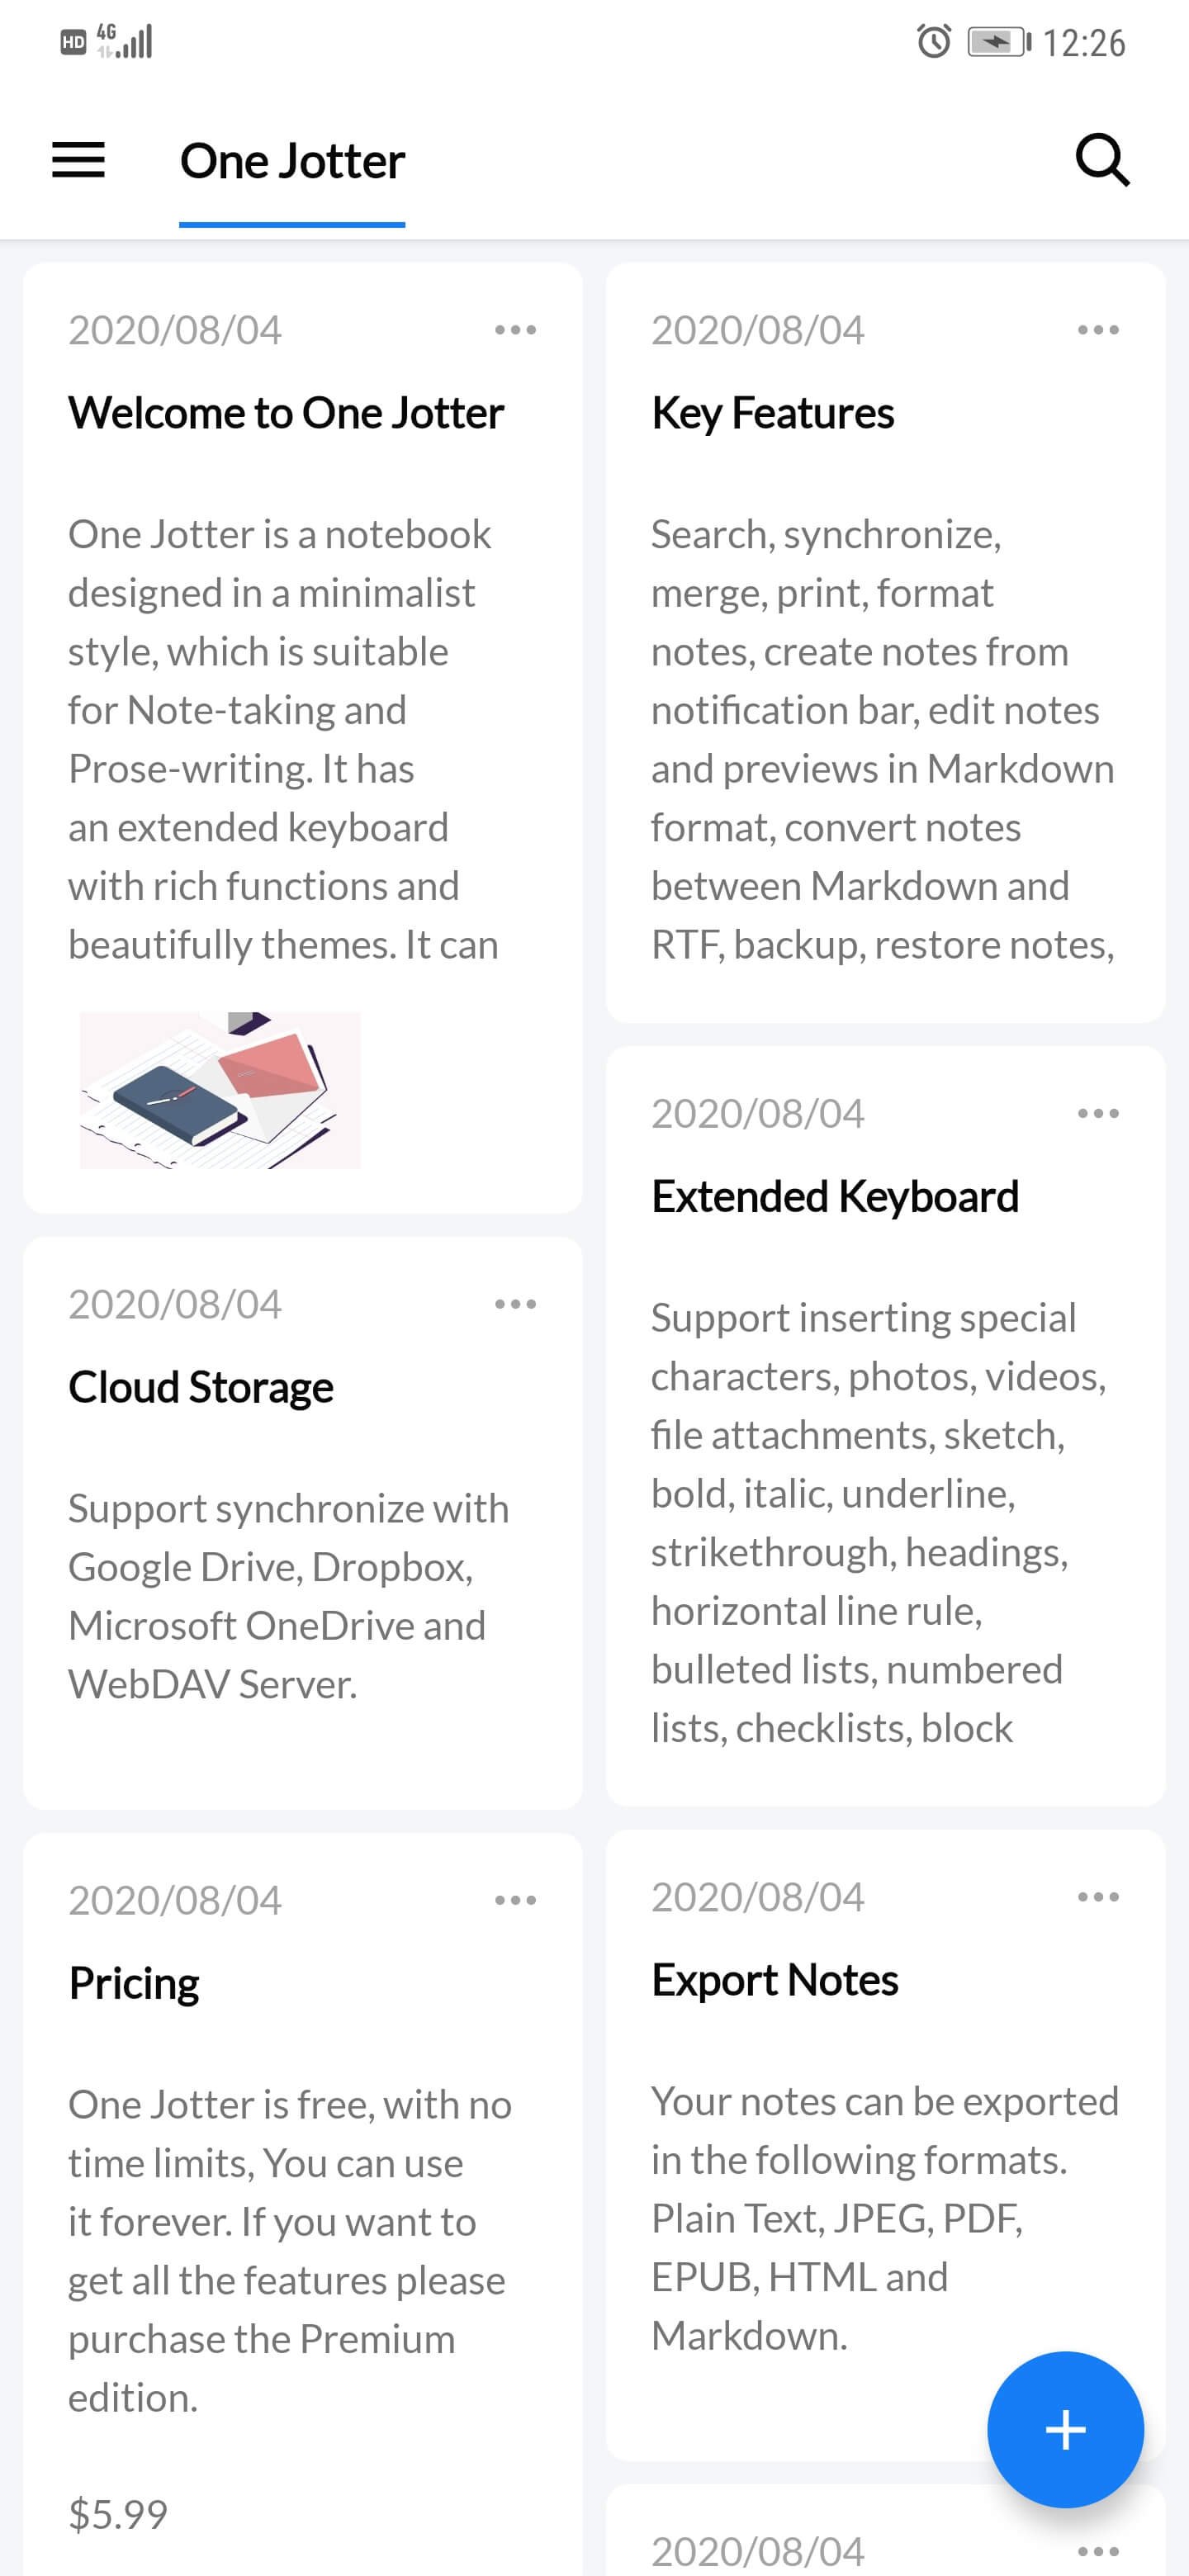 HD 4G 12:26
One Jotter
2020/08/04
Welcome to One Jotter
One Jotter is a notebook
designed in a minimalist
style, which is suitable
for Note-taking and
Prose-writing. It has
an extended keyboard
with rich functions and
beautifully themes. It can
2020/08/04
Key Features
Search, synchronize,
merge, print, format
notes, create notes from
notification bar, edit notes
and previews in Markdown
format, convert notes
between Markdown and
RTF, backup, restore notes,
2020/08/04
Cloud Storage
Support synchronize with
Google Drive, Dropbox,
Microsoft OneDrive and
WebDAV Server.
2020/08/04
Extended Keyboard
Support inserting special
characters, photos, videos,
file attachments, sketch,
bold, italic, underline,
strikethrough, headings,
horizontal line rule,
bulleted lists, numbered
lists, checklists, block
2020/08/04
Pricing
One Jotter is free, with no
time limits, You can use
it forever. If you want to
get all the features please
purchase the Premium
edition.
$5.99
2020/08/04
Export Notes
Your notes can be exported
in the following formats.
Plain Text, JPEG, PDF,
EPUB, HTML and
Markdown.
2020/08/04